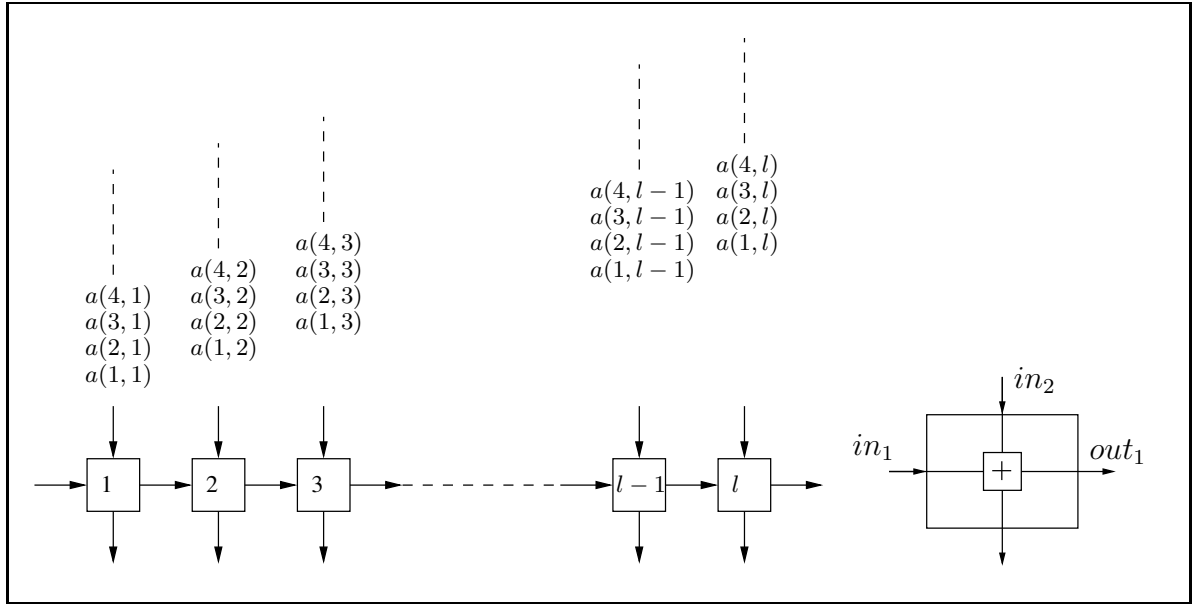 a(4, 1)
a(3, 1)
a(2, 1)
a(1, 1)
a(4, 2)
a(3, 2)
a(2, 2)
a(1, 2)
a(4, 3)
a(3, 3)
a(2, 3)
a(1, 3)
a(4, l − 1)
a(3, l − 1)
a(2, l − 1)
a(1, l − 1)
a(4, l)
a(3, l)
a(2, l)
a(1, l)
1
2
3
l − 1
l
in₂
in₁
+
out₁